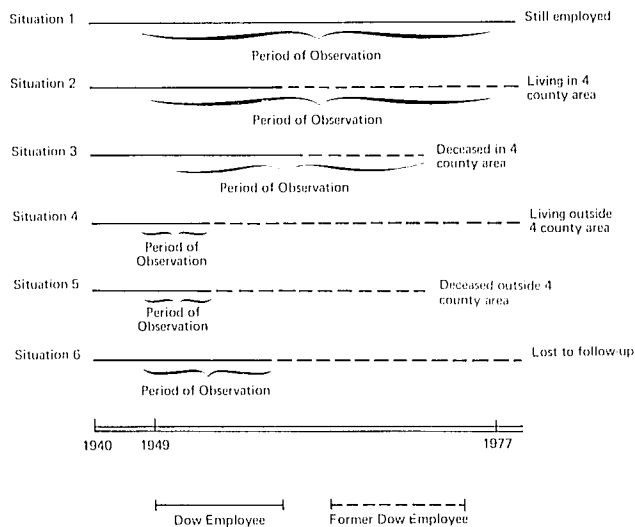 Situation 1
Still employed
Period of Observation
Situation 2
Living in 4
county area
Period of Observation
Situation 3
Deceased in 4
county area
Period of Observation
Situation 4
Living outside
4 county area
Period of
Observation
Situation 5
Deceased outside 4
county area
Period of
Observation
Situation 6
Lost to follow-up
Period of Observation
1940
1949
1977
Dow Employee
Former Dow Employee